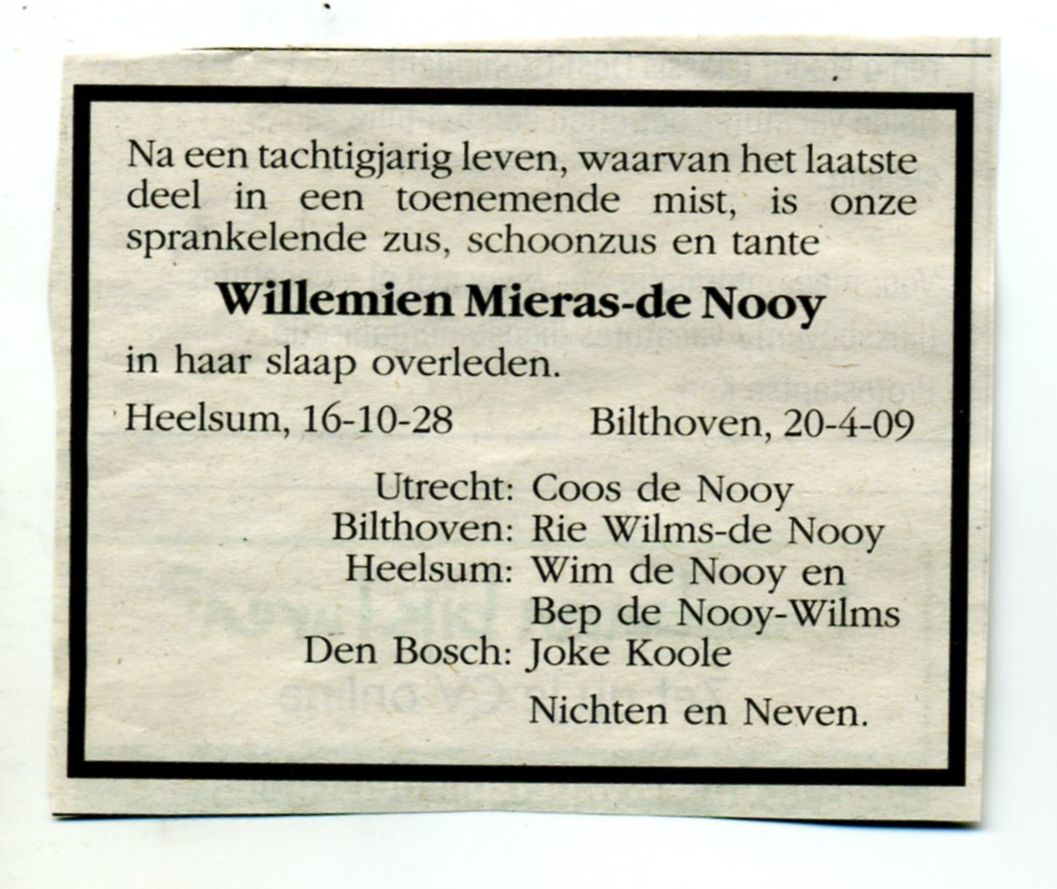 Na een tachtigjarig leven, waarvan het laatste
deel in een toenemende mist, is onze
sprankelende zus, schoonzus en tante
Willemien Mieras-de Nooy
in haar slaap overleden.
Heelsum, 16-10-28 Bilthoven, 20-4-09
Utrecht: Coos de Nooy
Bilthoven: Rie Wilms-de Nooy
Heelsum: Wim de Nooy en
Bep de Nooy-Wilms
Den Bosch: Joke Koole
Nichten en Neven.